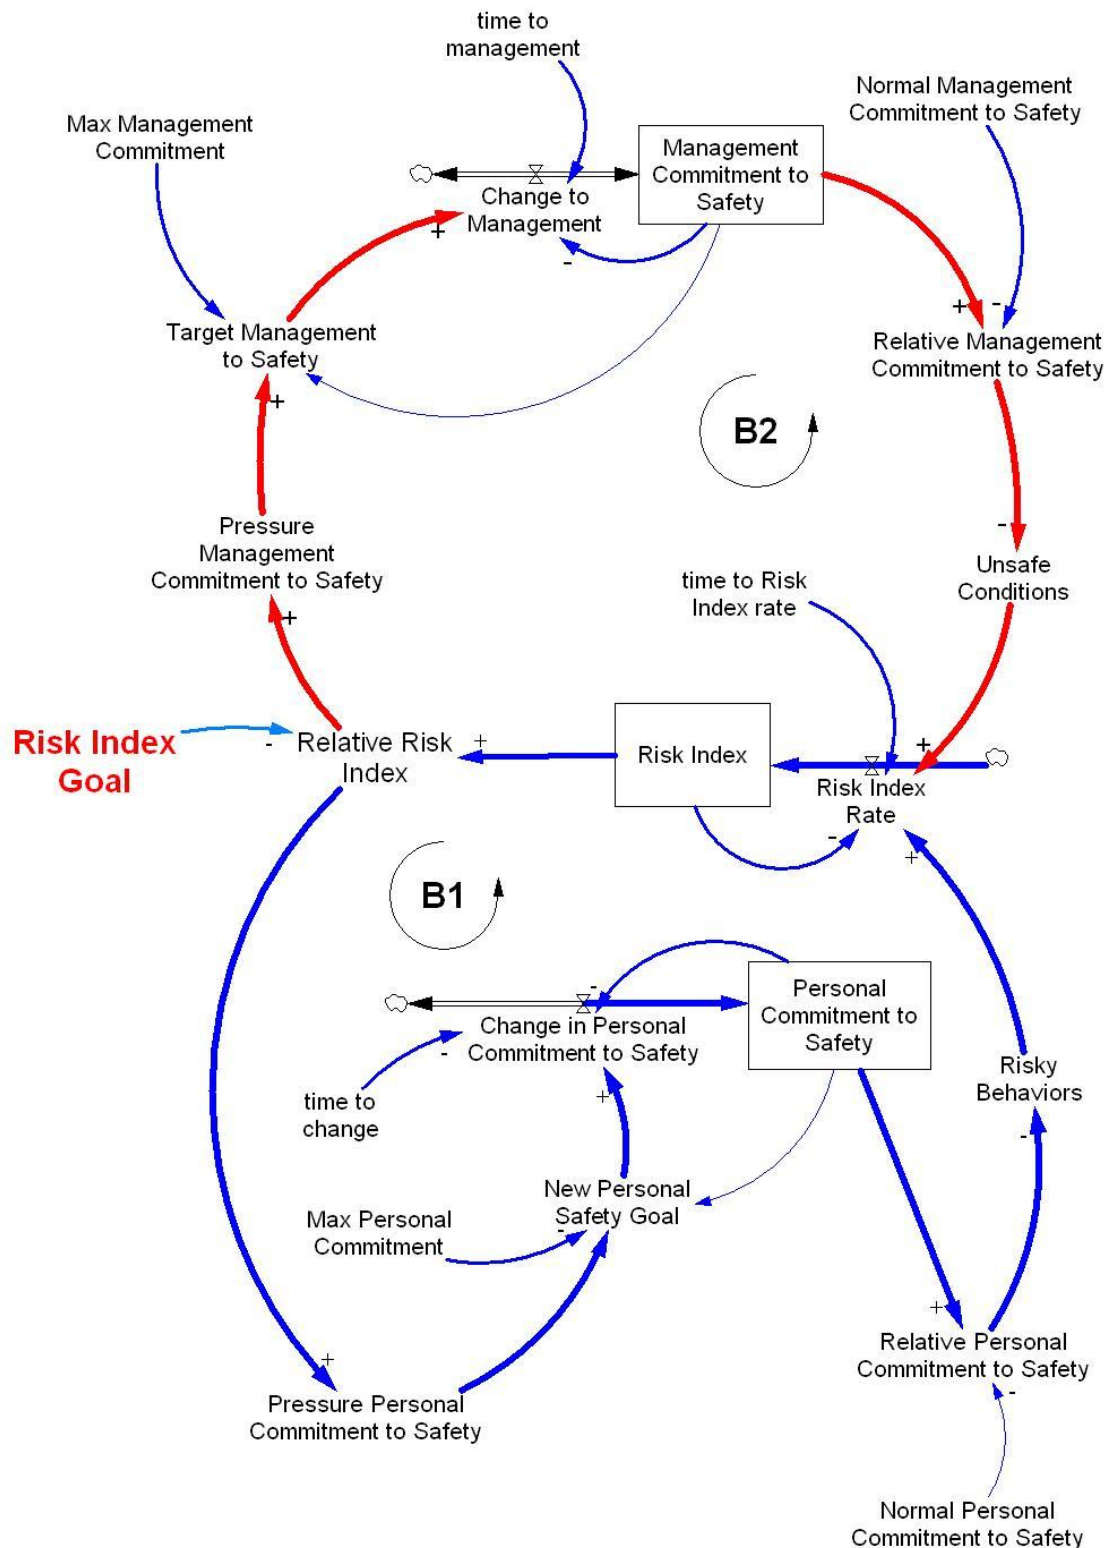 time to
management
Normal Management
Commitment to Safety
Max Management
Commitment
Management
Commitment to
Safety
Change to
Management
-
+
+
-
Target Management
to Safety
Relative Management
Commitment to Safety
+
B2
Pressure
Management
Commitment to Safety
-
Unsafe
Conditions
time to Risk
Index rate
+
Risk Index
Goal
-
Relative Risk
Index
+
Risk Index
+
Risk Index
Rate
-
+
B1
-
Personal
Commitment to
Safety
Change in Personal
Commitment to Safety
-
time to
change
+
Risky
Behaviors
-
New Personal
Safety Goal
Max Personal
Commitment
-
+
Relative Personal
Commitment to Safety
+
Pressure Personal
Commitment to Safety
-
Normal Personal
Commitment to Safety